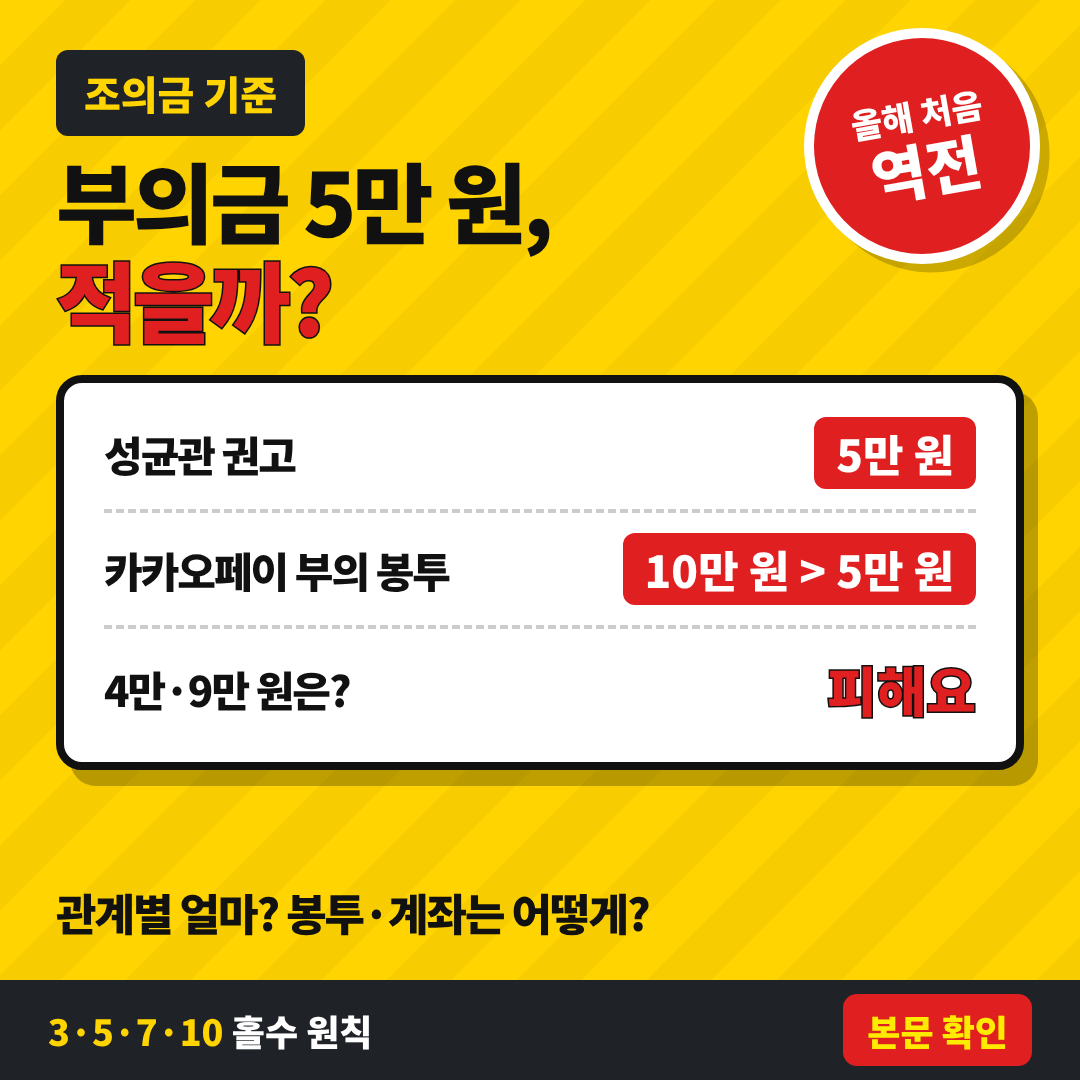 조의금 기준
올해 처음
역전
부의금 5만 원,
적을까?
성균관 권고
5만 원
카카오페이 부의 봉투
10만 원 > 5만 원
4만·9만 원은?
피해요
관계별 얼마? 봉투·계좌는 어떻게?
3·5·7·10 홀수 원칙
본문 확인